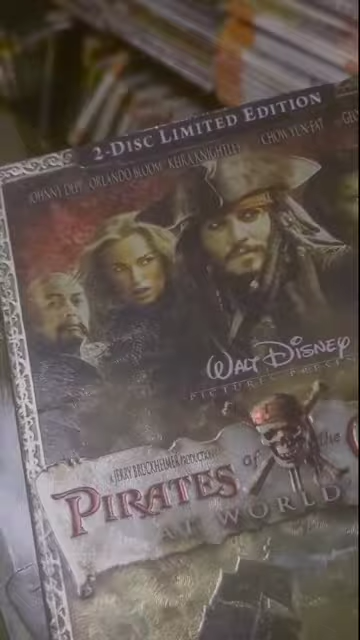 2-DISC LIMITED EDITION
JOHNNY DEPP ORLANDO BLOOM KEIRA KNIGHTLEY CHOW YUN-FAT
WALT DISNEY
PICTURES
A JERRY BRUCKHEIMER PRODUCTION
PIRATES of the
AT WORLD